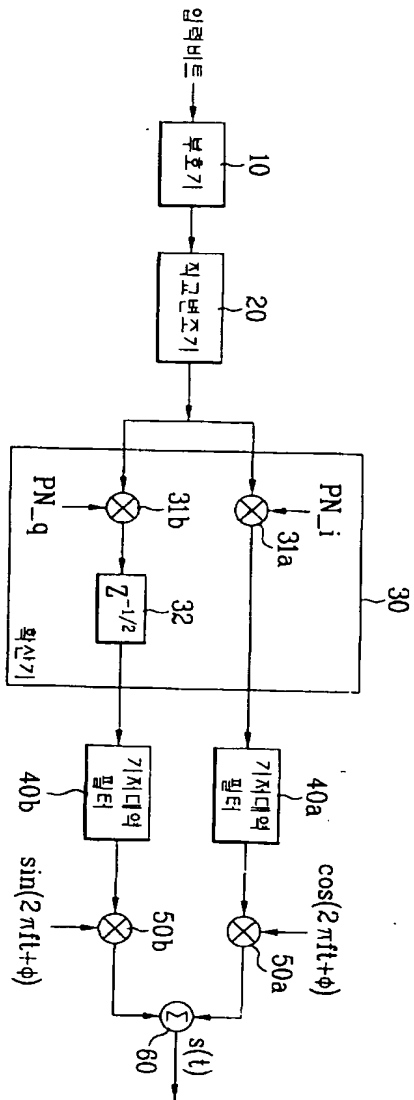 입력비트
부호기
10
직교변조기
20
30
PN_i
31a
PN_q
31b
Z-1/2
32
확산기
기저대역
필터
40a
기저대역
필터
40b
cos(2πft+ϕ)
50a
sin(2πft+ϕ)
50b
Σ
60
s(t)